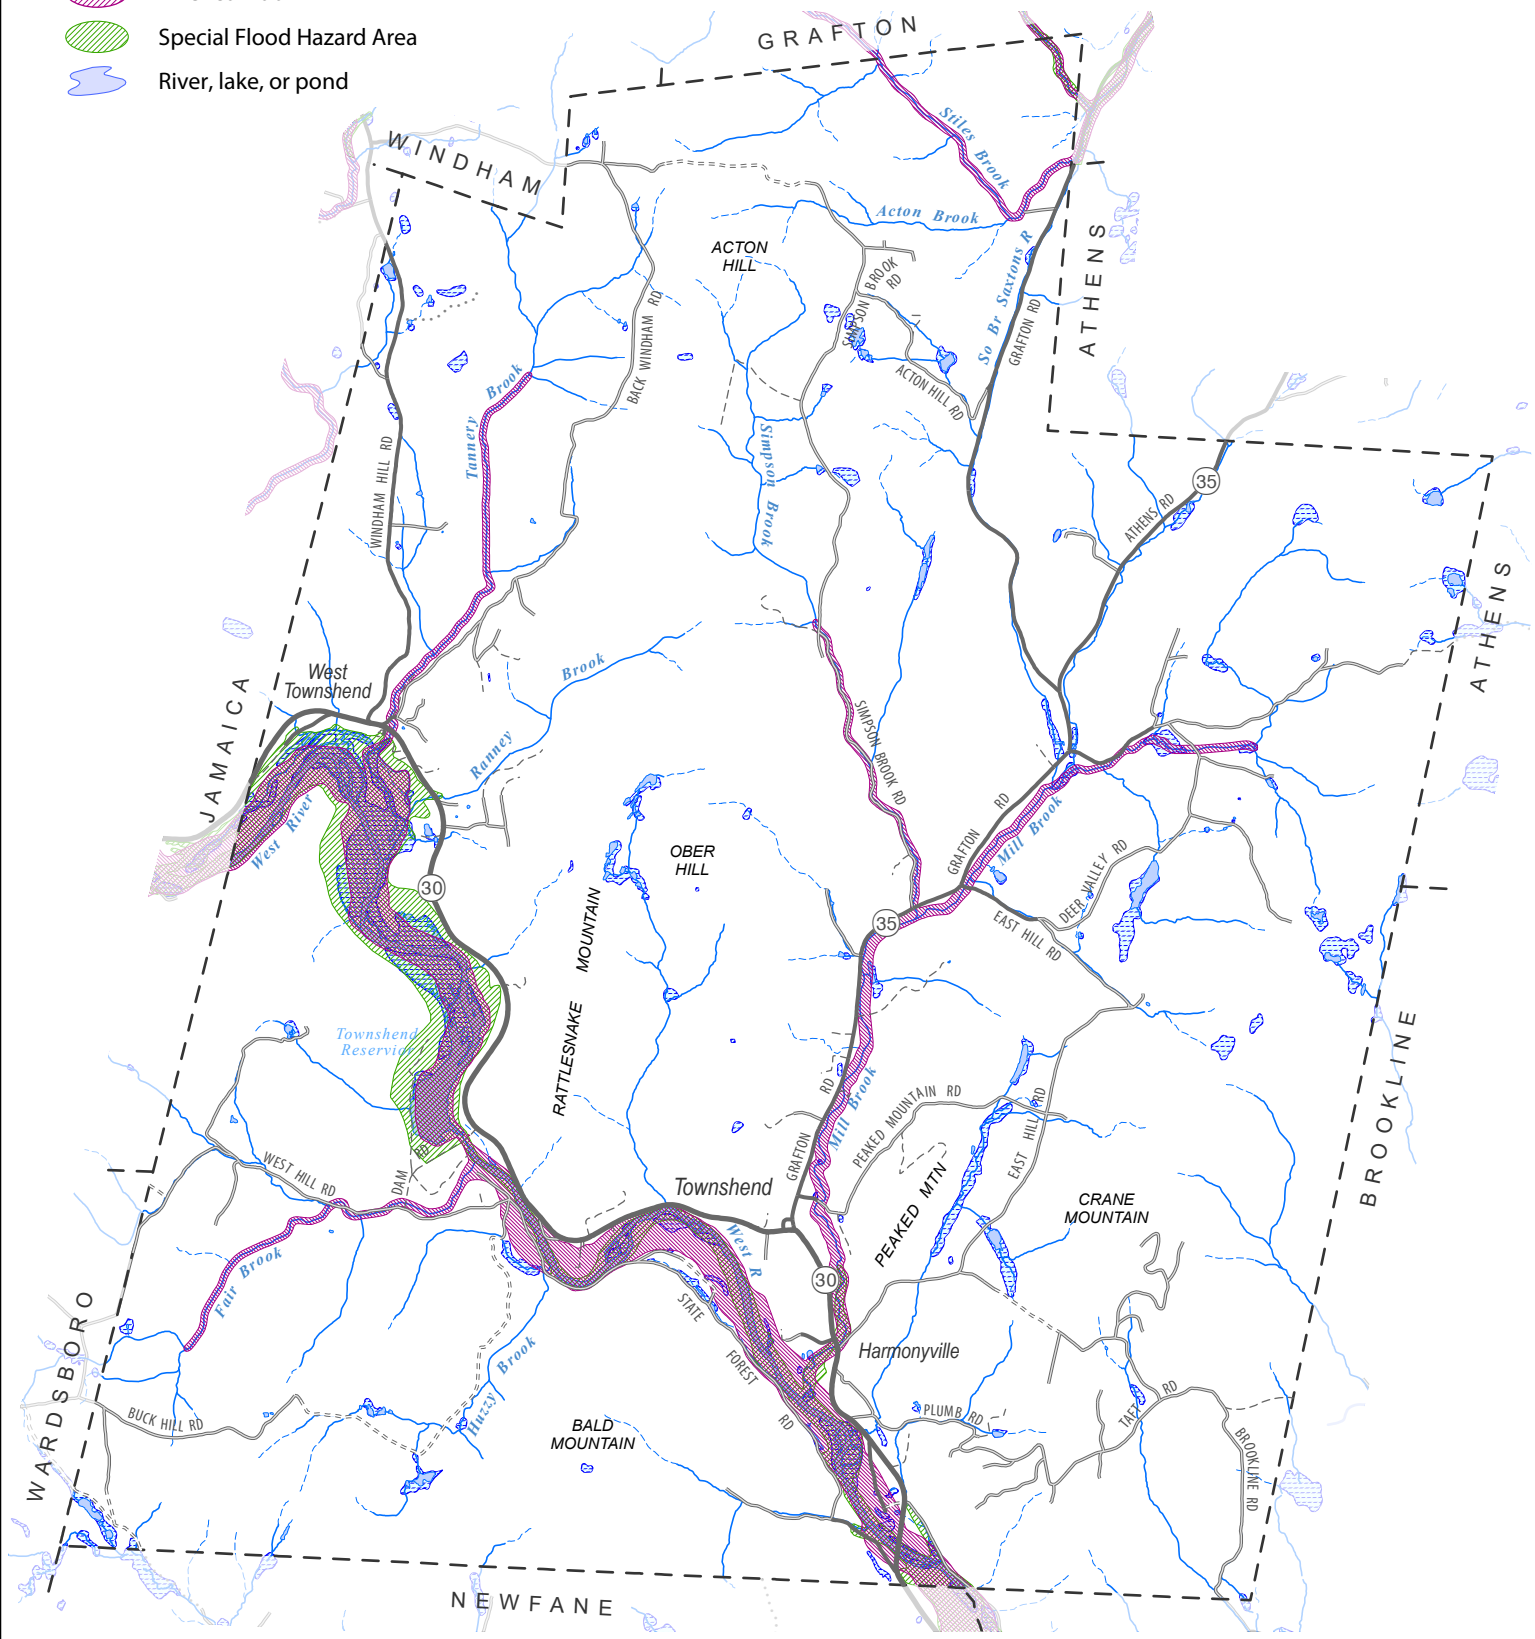 Special Flood Hazard Area
River, lake, or pond
GRAFTON
WINDHAM
Stiles Brook
Acton Brook
ACTON
HILL
SIMPSON BROOK
RD
So Br Saxtons R
GRAFTON RD
ATHENS
BACK WINDHAM RD
Tannery Brook
ACTON HILL RD
WINDHAM HILL RD
Simpson Brook
35
ATHENS RD
ATHENS
West
Townshend
Brook
Ranney
JAMAICA
West River
SIMPSON BROOK RD
GRAFTON RD
Mill Brook
OBER
HILL
30
35
DEER VALLEY RD
EAST HILL RD
RATTLESNAKE MOUNTAIN
Townshend
Reservior
BROOKLINE
GRAFTON RD
Mill Brook
PEAKED MOUNTAIN RD
EAST HILL RD
WEST HILL RD
DAM RD
Townshend
PEAKED MTN
CRANE
MOUNTAIN
West R
Fair Brook
30
STATE FOREST RD
Harmonyville
WARDSBORO
Huzzy Brook
BUCK HILL RD
BALD
MOUNTAIN
PLUMB RD
TAFT RD
BROOKLINE RD
NEWFANE